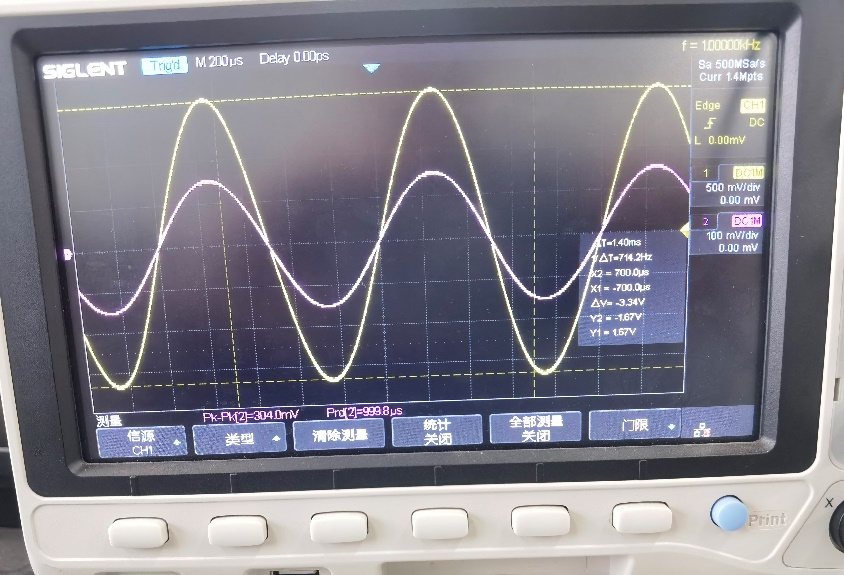 SIGLENT Trig'd M 200µs Delay 0.00ps f = 1.00000kHz
Sa 500MSa/s
Curr 1.4Mpts
Edge CH1
DC
L 0.00mV
1 DC1M
500 mV/div
0.00 mV
2 DC1M
100 mV/div
0.00 mV
ΔT=1.40ms
1/ΔT=714.2Hz
X2 = 700.0µs
X1 = -700.0µs
ΔV= -3.34V
Y2 = -1.67V
Y1 = 1.67V
测量 Pk-Pk[2]=304.0mV Prd[2]=999.8µs
信源
CH1
类型
清除测量
统计
关闭
全部测量
关闭
门限
Print
X